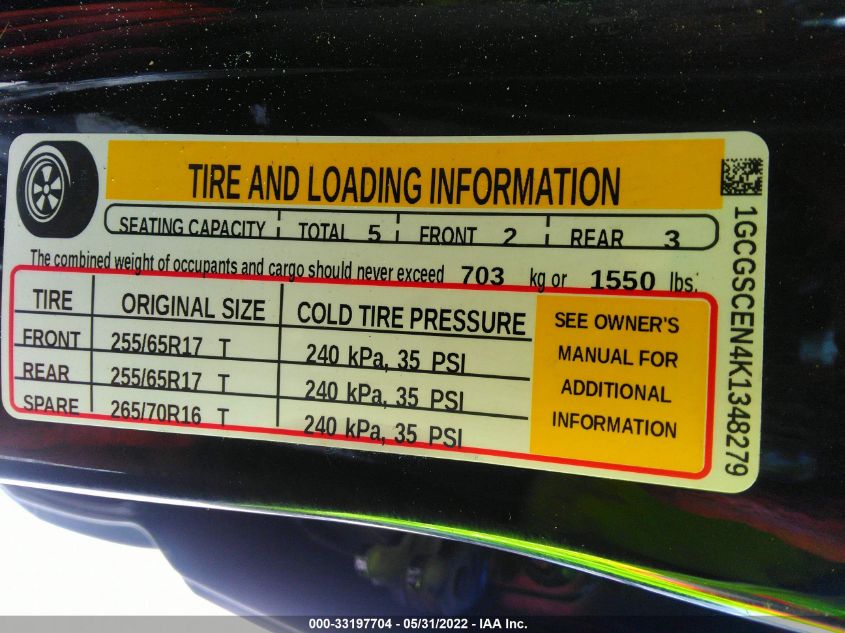 TIRE AND LOADING INFORMATION
SEATING CAPACITY TOTAL 5 FRONT 2 REAR 3
The combined weight of occupants and cargo should never exceed 703 kg or 1550 lbs.
TIRE ORIGINAL SIZE COLD TIRE PRESSURE
FRONT 255/65R17 T 240 kPa, 35 PSI
REAR 255/65R17 T 240 kPa, 35 PSI
SPARE 265/70R16 T 240 kPa, 35 PSI
SEE OWNER'S
MANUAL FOR
ADDITIONAL
INFORMATION
1GCGSCEN4K1348279
000-33197704 - 05/31/2022 - IAA Inc.